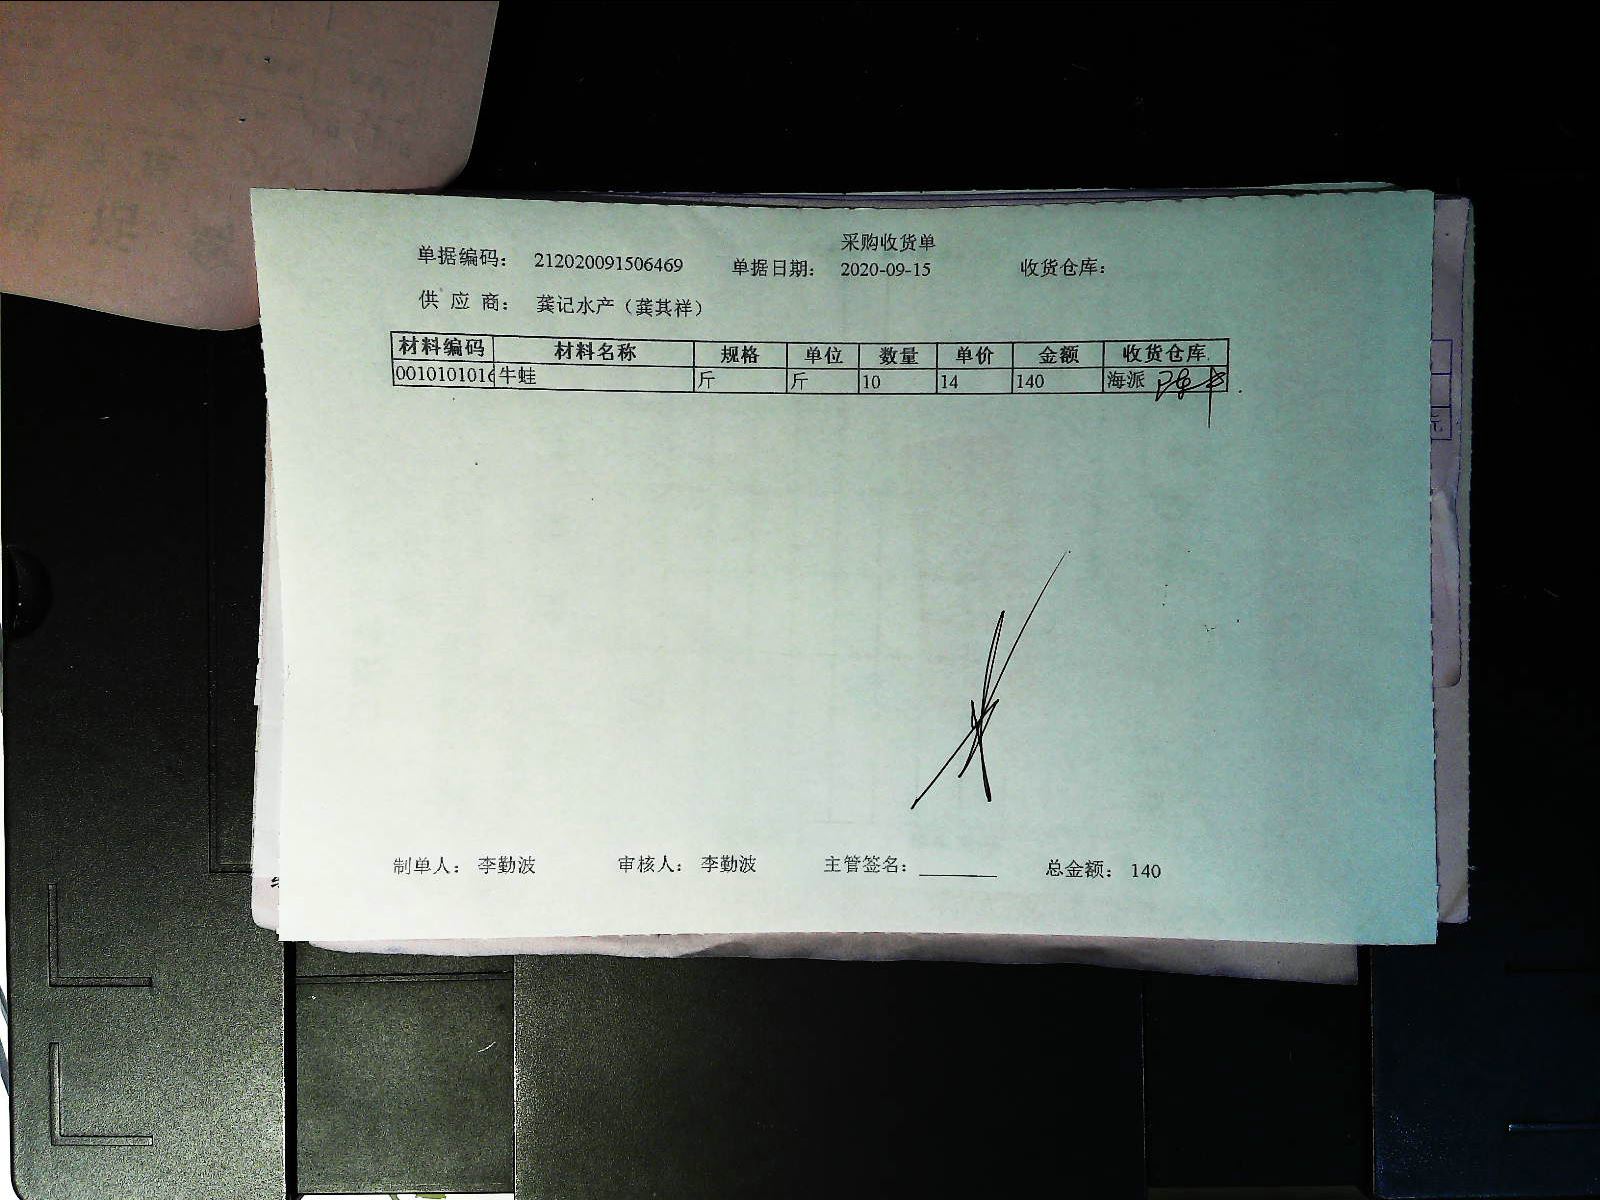 采购收货单
单据编码： 212020091506469 单据日期： 2020-09-15 收货仓库：
供 应 商： 龚记水产（龚其祥）
材料编码 材料名称 规格 单位 数量 单价 金额 收货仓库
0010101016 牛蛙 斤 斤 10 14 140 海派
制单人： 李勤波 审核人： 李勤波 主管签名： 总金额： 140
元